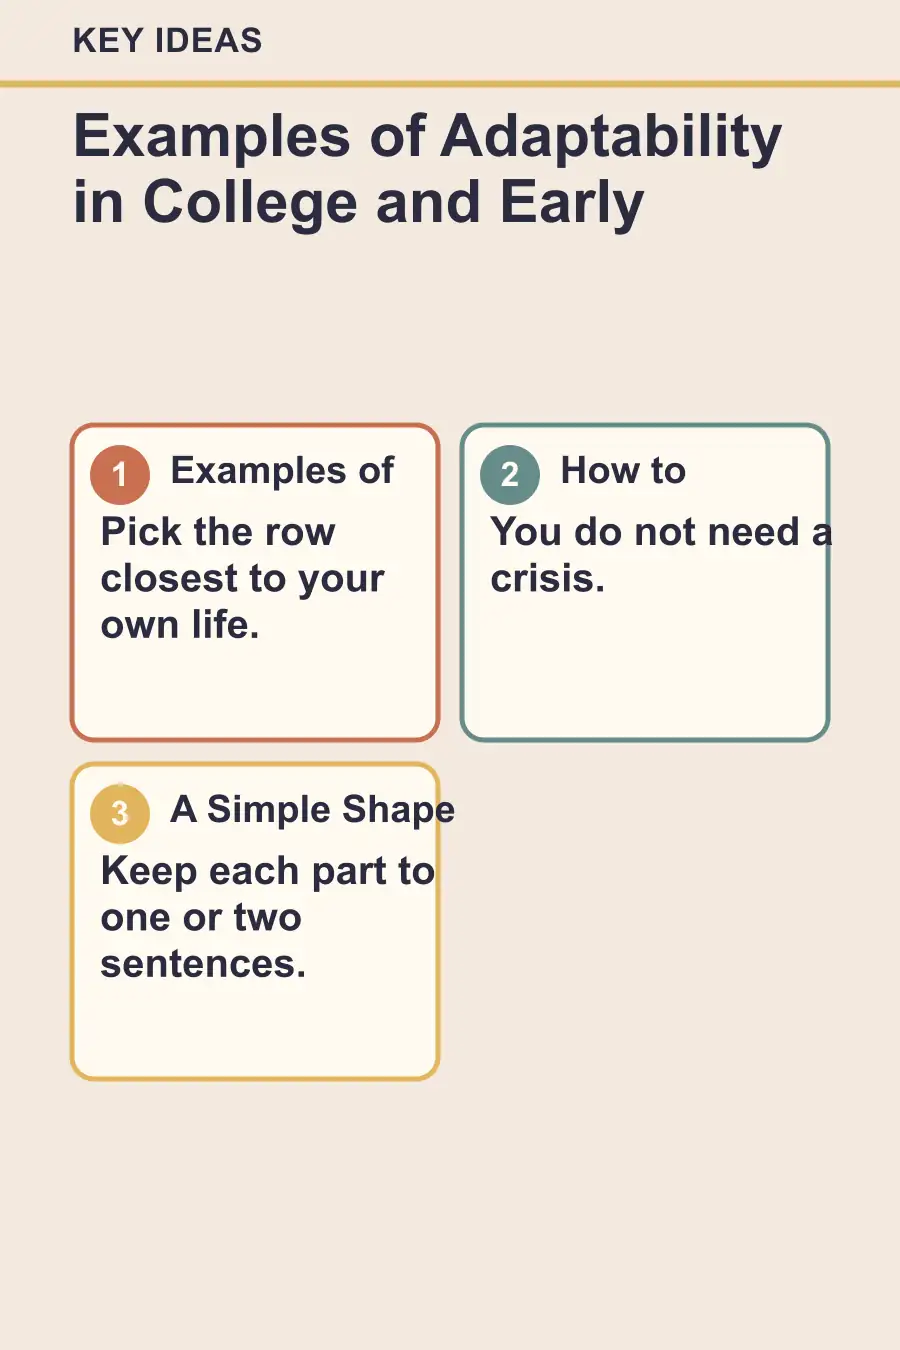 KEY IDEAS
Examples of Adaptability
in College and Early
1
Examples of
Pick the row
closest to your
own life.
2
How to
You do not need a
crisis.
3
A Simple Shape
Keep each part to
one or two
sentences.